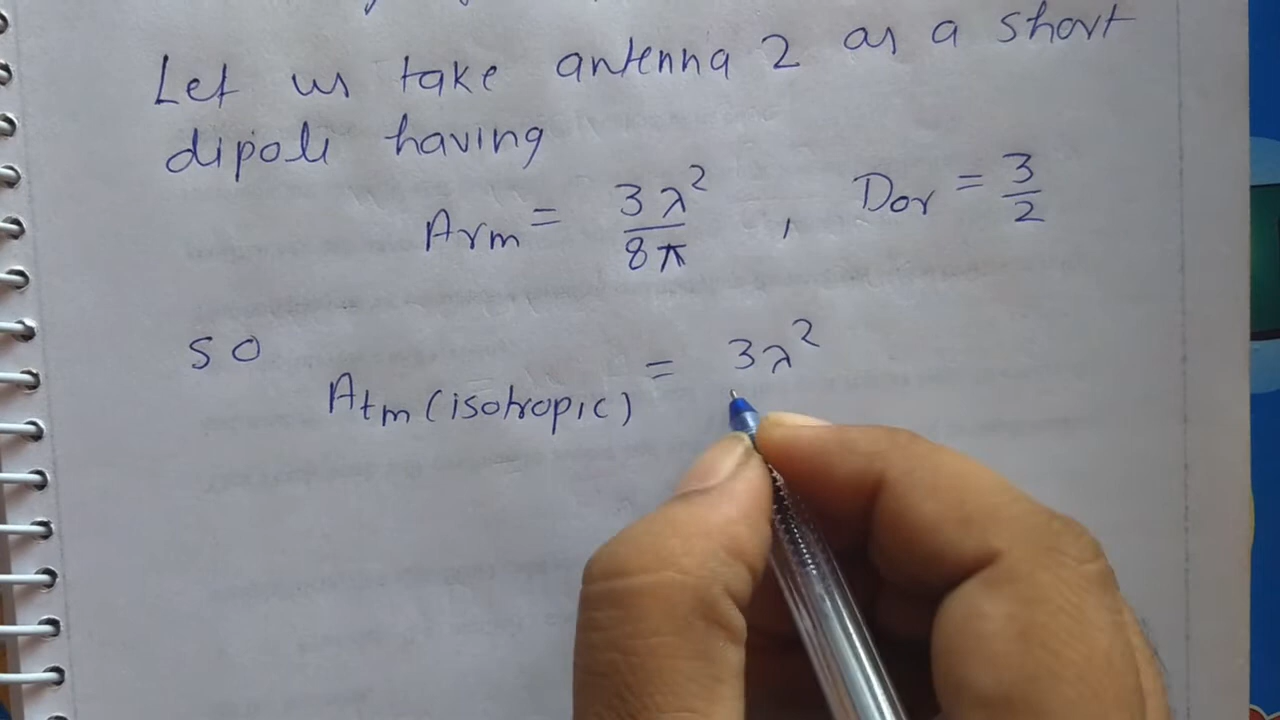 Let us take antenna 2 as a short
dipole having
Arm = 3λ²/8π , Dor = 3/2
SO
Atm (isotropic) = 3λ²